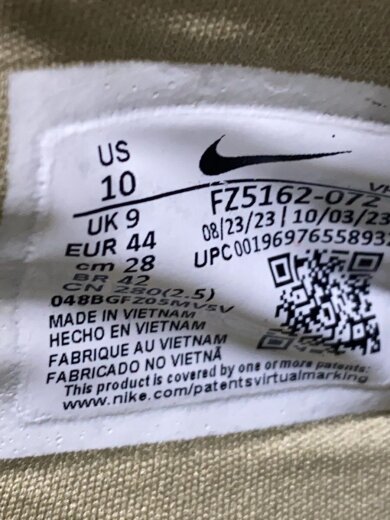 US
10
UK 9
EUR 44
cm 28
BR 42
CN 280(2.5)
FZ5162-072
08/23/23 | 10/03/23
UPC 00196976558937
048BGFZ05MV5V
MADE IN VIETNAM
HECHO EN VIETNAM
FABRIQUE AU VIETNAM
FABRICADO NO VIETNÃ
This product is covered by one or more patents:
www.nike.com/patentsvirtualmarking